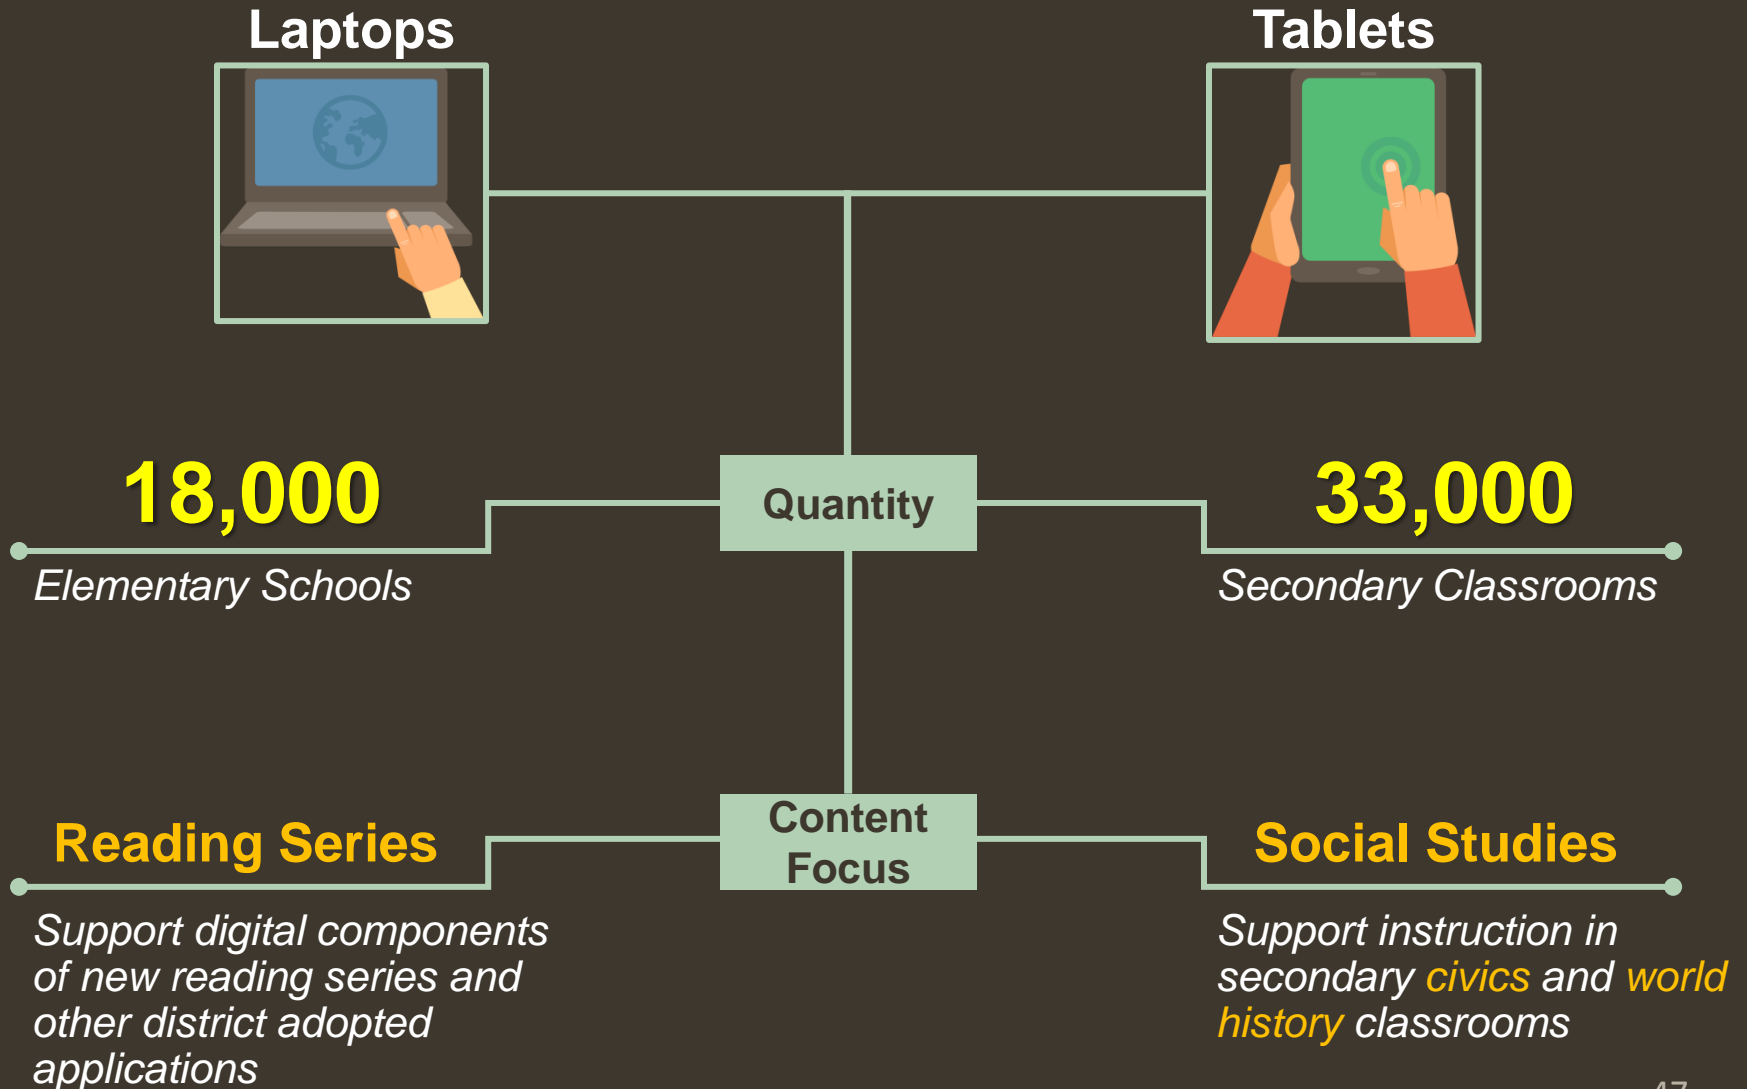 Laptops
Tablets
18,000
Quantity
33,000
Elementary Schools
Secondary Classrooms
Reading Series
Content
Focus
Social Studies
Support digital components
of new reading series and
other district adopted
applications
Support instruction in
secondary civics and world
history classrooms
47